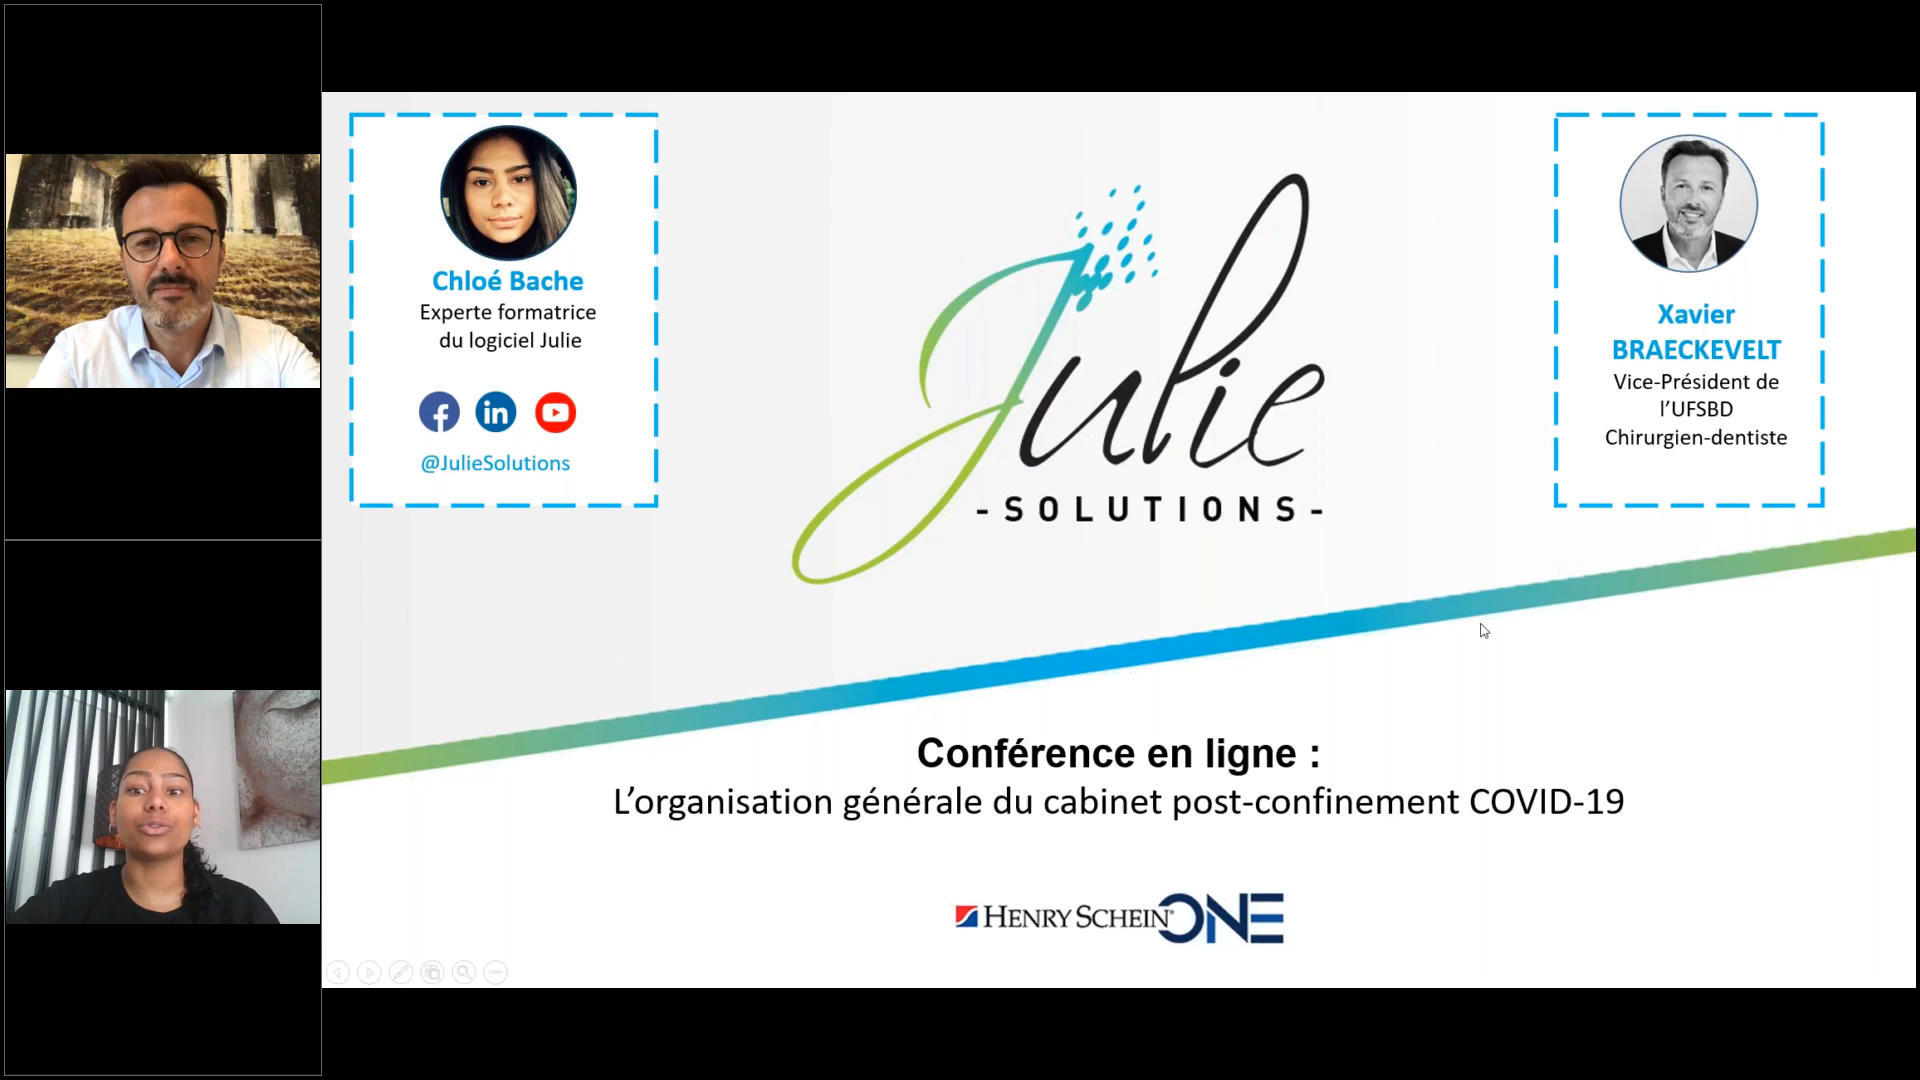 Chloé Bache
Experte formatrice
du logiciel Julie
@JulieSolutions
Julie
-SOLUTIONS-
Xavier
BRAECKEVELT
Vice-Président de
l’UFSBD
Chirurgien-dentiste
Conférence en ligne :
L’organisation générale du cabinet post-confinement COVID-19
HENRY SCHEIN® ONE